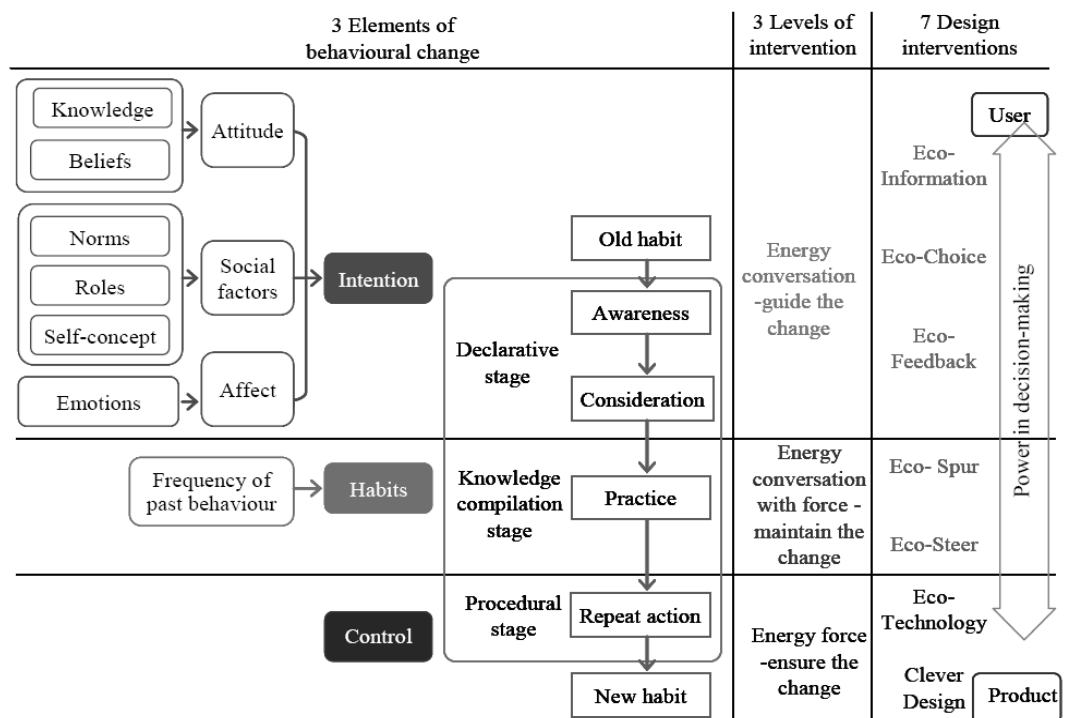 3 Elements of
behavioural change
3 Levels of
intervention
7 Design
interventions
Knowledge
Beliefs
Attitude
Norms
Roles
Self-concept
Social
factors
Emotions
Affect
Intention
Old habit
Awareness
Declarative
stage
Consideration
Energy
conversation
-guide the
change
User
Eco-
Information
Eco-Choice
Eco-
Feedback
Power in decision-making
Frequency of
past behaviour
Habits
Knowledge
compilation
stage
Practice
Energy
conversation
with force -
maintain the
change
Eco- Spur
Eco-Steer
Control
Procedural
stage
Repeat action
New habit
Energy force
-ensure the
change
Eco-
Technology
Clever
Design
Product